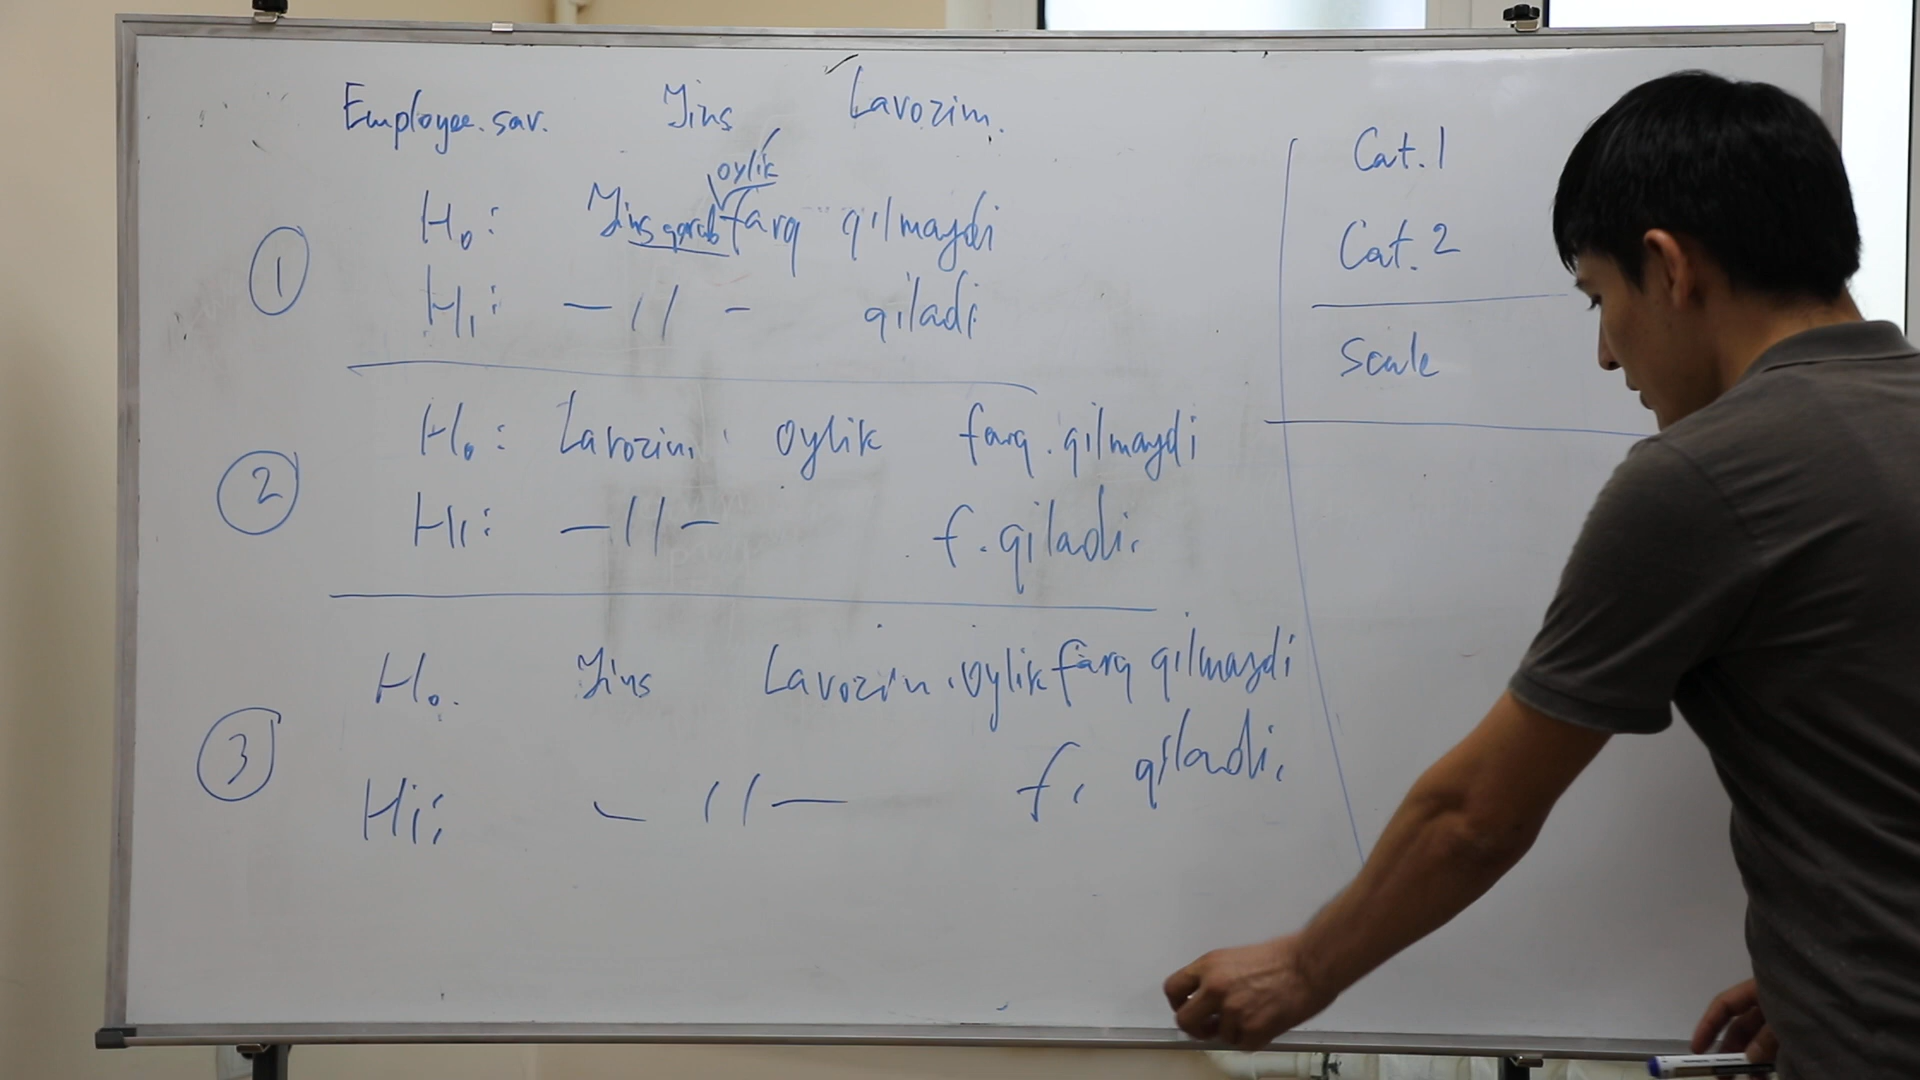 Employee.sav. Jins Lavozim.
oylik
① H₀: Jins qarab farq qilmaydi
H₁: — // — qiladi
② H₀: Lavozim oylik farq. qilmaydi
H₁: — // — f. qiladi.
③ H₀. Jins Lavozim. oylik farq qilmaydi
H₁: — // — f. qiladi.
Cat. 1
Cat. 2
Scale